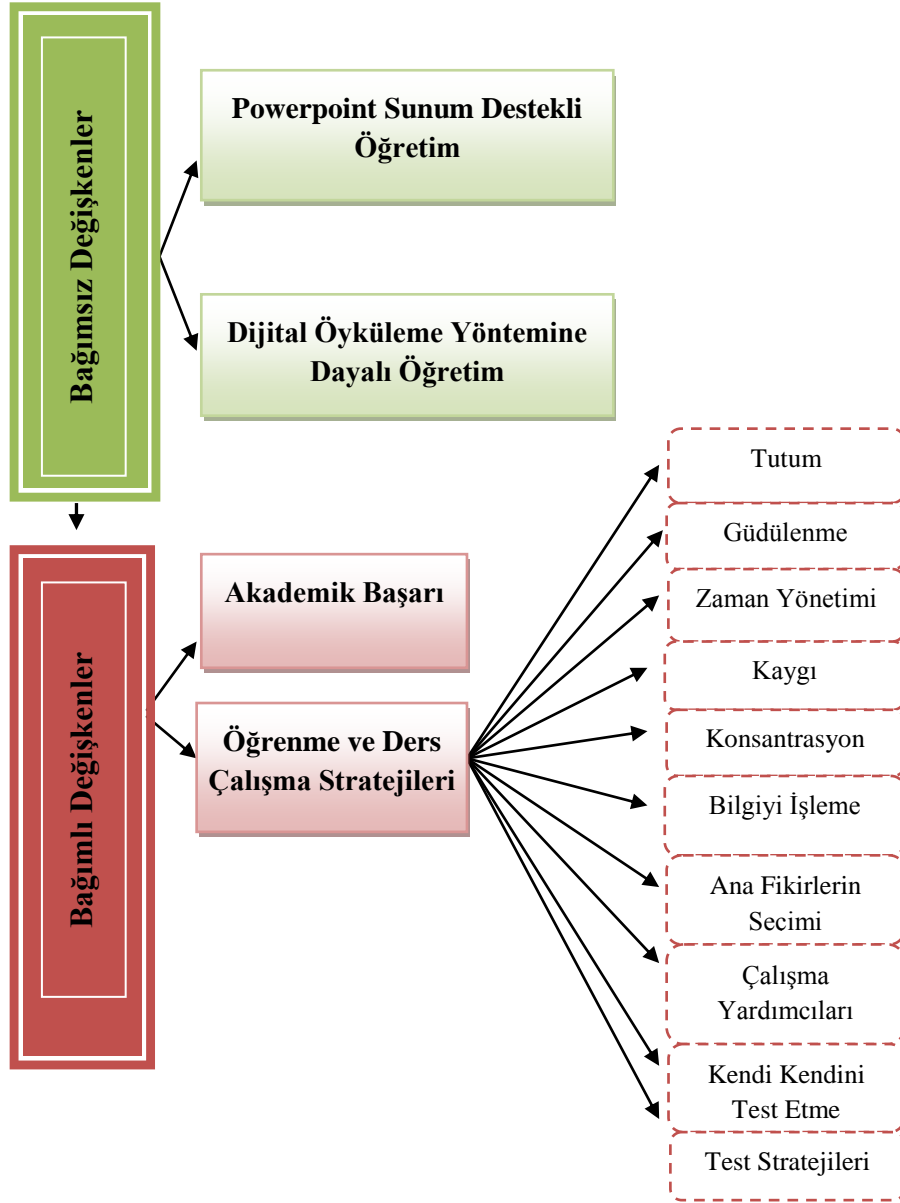 Bağımsız Değişkenler
Powerpoint Sunum Destekli
Öğretim
Dijital Öyküleme Yöntemine
Dayalı Öğretim
Bağımlı Değişkenler
Akademik Başarı
Öğrenme ve Ders
Çalışma Stratejileri
Tutum
Güdülenme
Zaman Yönetimi
Kaygı
Konsantrasyon
Bilgiyi İşleme
Ana Fikirlerin
Secimi
Çalışma
Yardımcıları
Kendi Kendini
Test Etme
Test Stratejileri